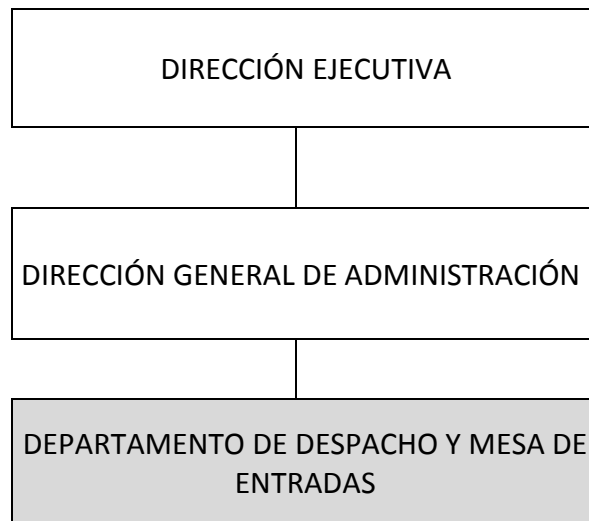 DIRECCIÓN EJECUTIVA
DIRECCIÓN GENERAL DE ADMINISTRACIÓN
DEPARTAMENTO DE DESPACHO Y MESA DE
ENTRADAS